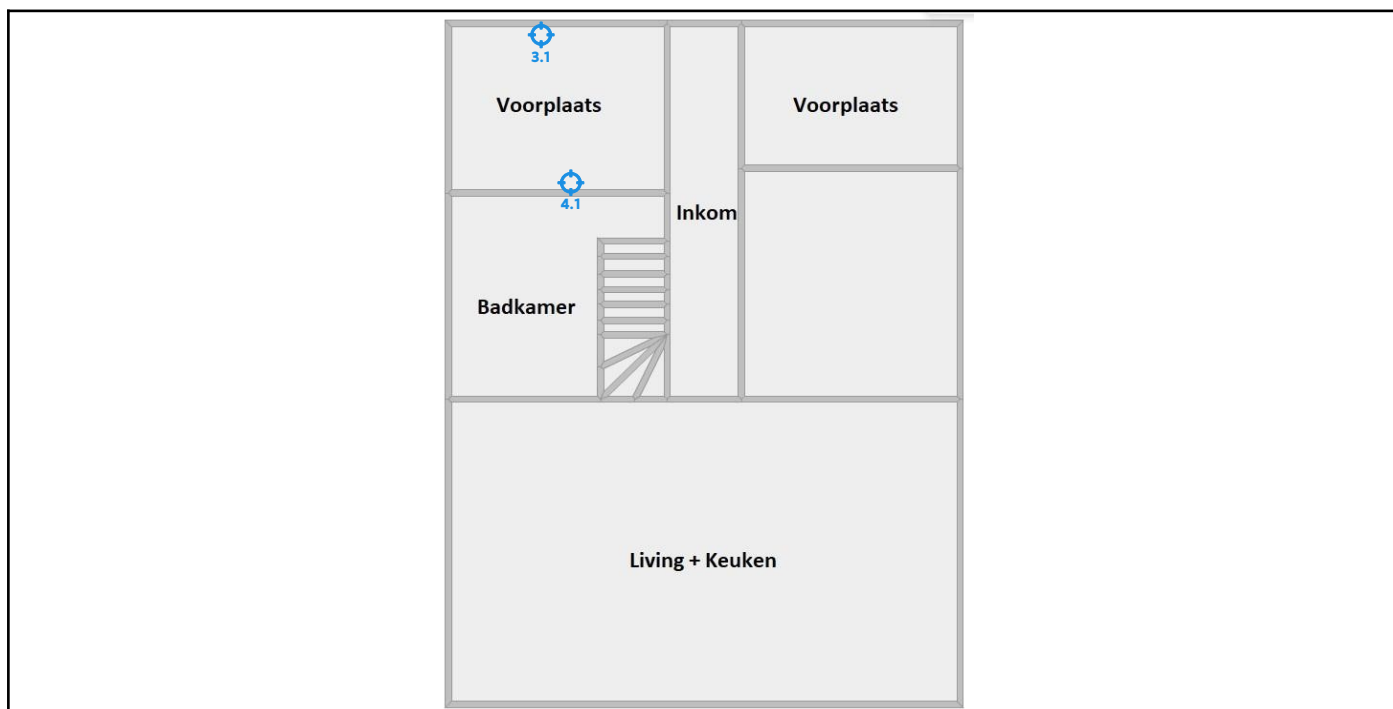 3.1
Voorplaats
Voorplaats
4.1
Inkom
Badkamer
Living + Keuken